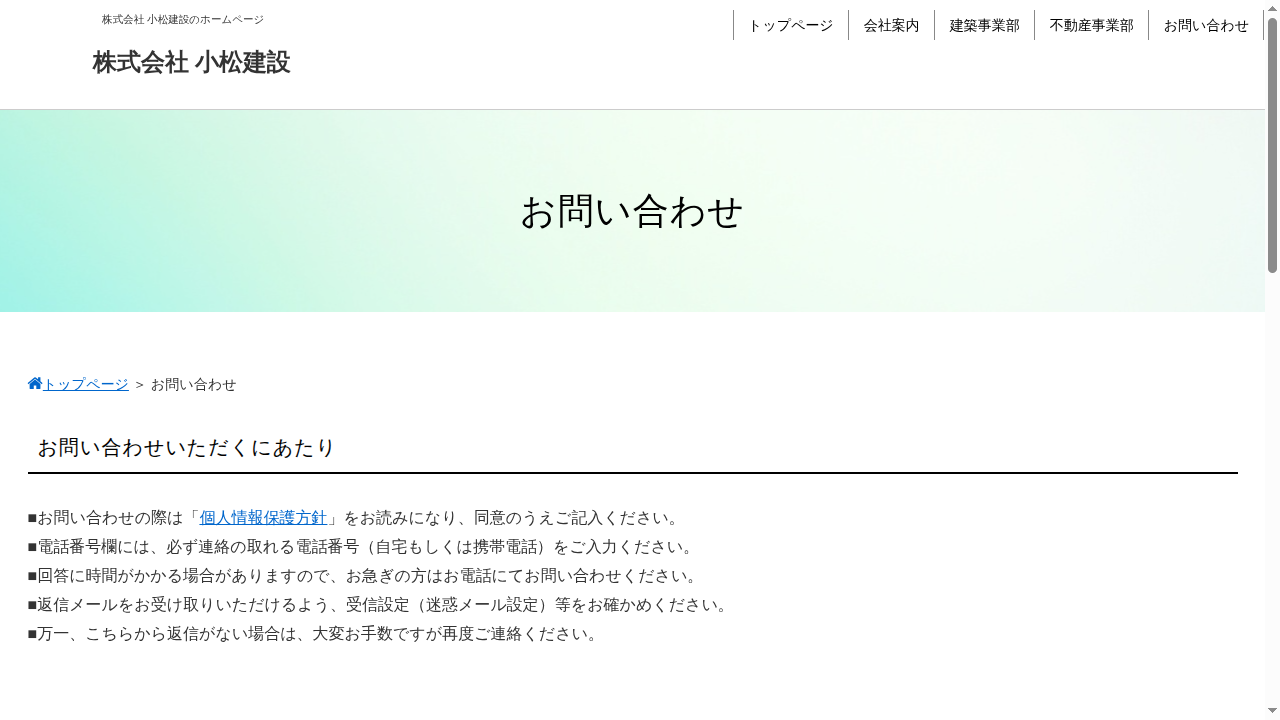 株式会社 小松建設のホームページ
株式会社 小松建設
トップページ
会社案内
建築事業部
不動産事業部
お問い合わせ
お問い合わせ
トップページ ＞ お問い合わせ
お問い合わせいただくにあたり
■お問い合わせの際は「個人情報保護方針」をお読みになり、同意のうえご記入ください。
■電話番号欄には、必ず連絡の取れる電話番号（自宅もしくは携帯電話）をご入力ください。
■回答に時間がかかる場合がありますので、お急ぎの方はお電話にてお問い合わせください。
■返信メールをお受け取りいただけるよう、受信設定（迷惑メール設定）等をお確かめください。
■万一、こちらから返信がない場合は、大変お手数ですが再度ご連絡ください。